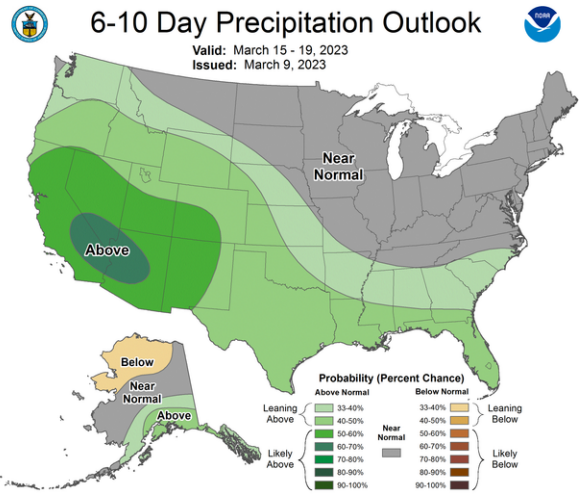 6-10 Day Precipitation Outlook
Valid: March 15 - 19, 2023
Issued: March 9, 2023
NOAA
Near
Normal
Above
Below
Near
Normal
Above
Probability (Percent Chance)
Above Normal
Below Normal
Leaning
Above
33-40%
40-50%
Likely
Above
50-60%
60-70%
70-80%
80-90%
90-100%
Near
Normal
33-40%
40-50%
Leaning
Below
50-60%
60-70%
70-80%
80-90%
90-100%
Likely
Below